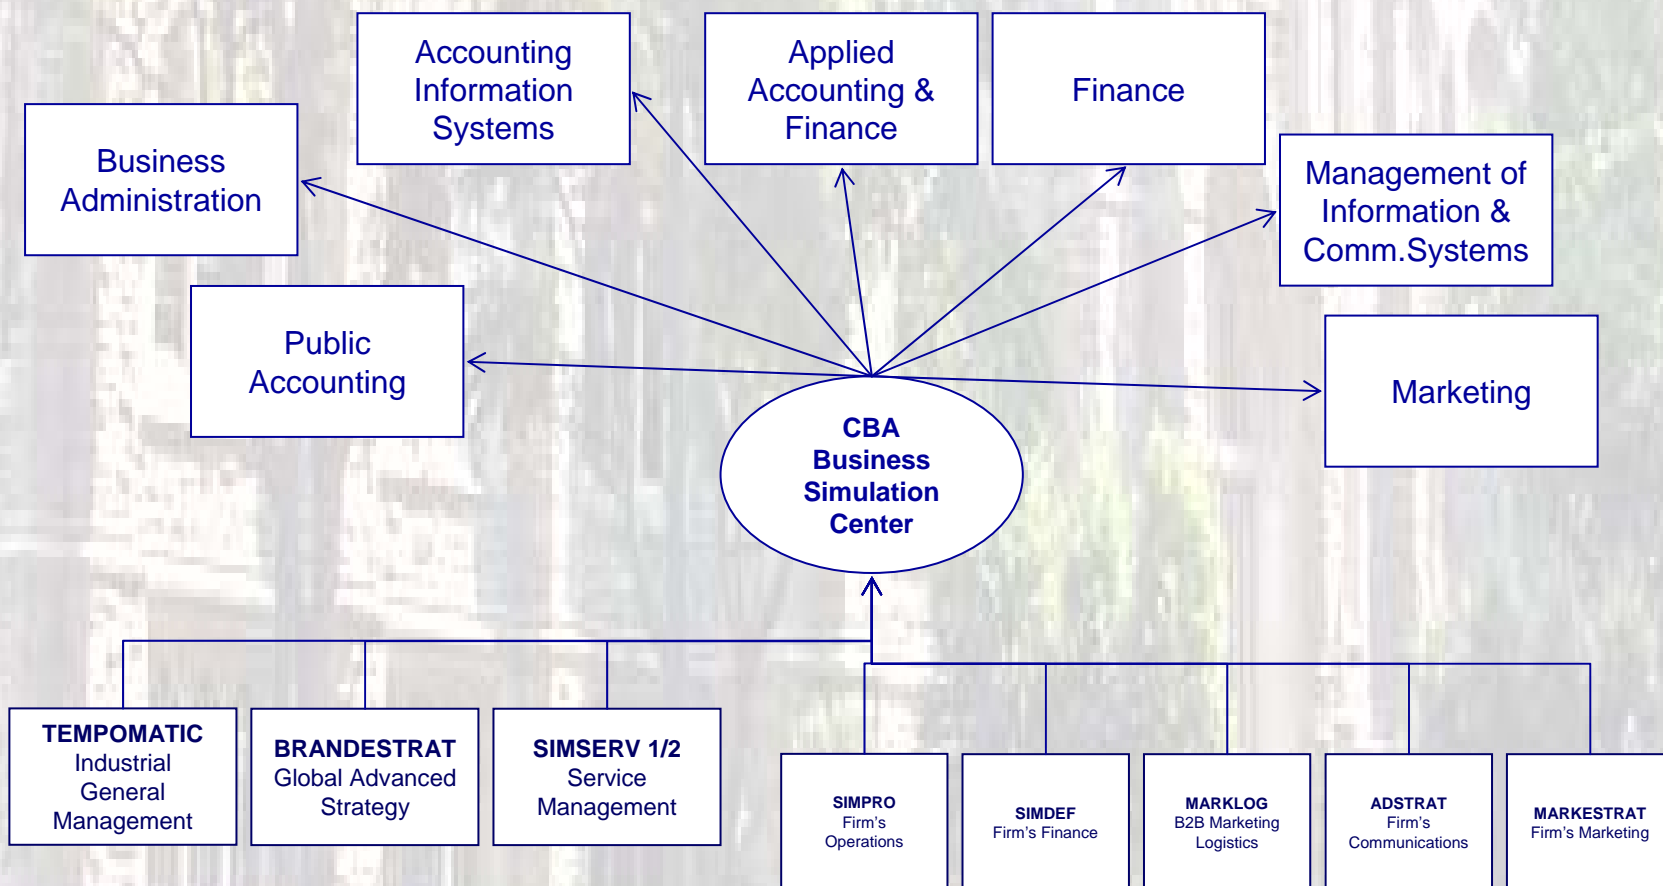 Accounting
Information
Systems
Applied
Accounting &
Finance
Finance
Business
Administration
Management of
Information &
Comm.Systems
Public
Accounting
Marketing
CBA
Business
Simulation
Center
TEMPOMATIC
Industrial
General
Management
BRANDESTRAT
Global Advanced
Strategy
SIMSERV 1/2
Service
Management
SIMPRO
Firm's
Operations
SIMDEF
Firm's Finance
MARKLOG
B2B Marketing
Logistics
ADSTRAT
Firm's
Communications
MARKESTRAT
Firm's Marketing